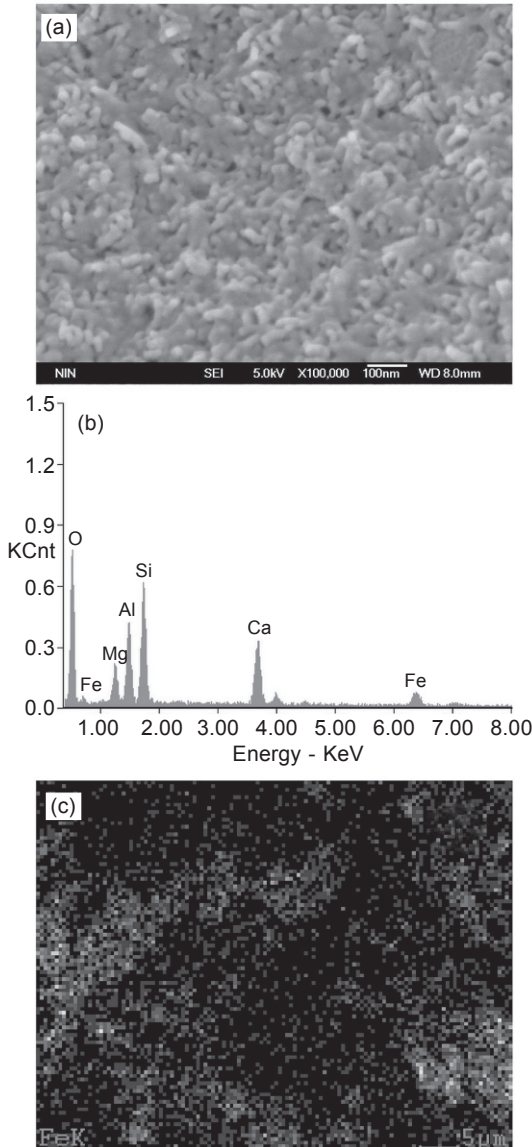 (a)
NIN SEI 5.0kV X100,000 100nm WD 8.0mm
(b)
1.5
1.2
0.9
KCnt
0.6
0.3
0.0
O
Fe
Mg
Al
Si
Ca
Fe
1.00 2.00 3.00 4.00 5.00 6.00 7.00 8.00
Energy - KeV
(c)
FeK 5µm